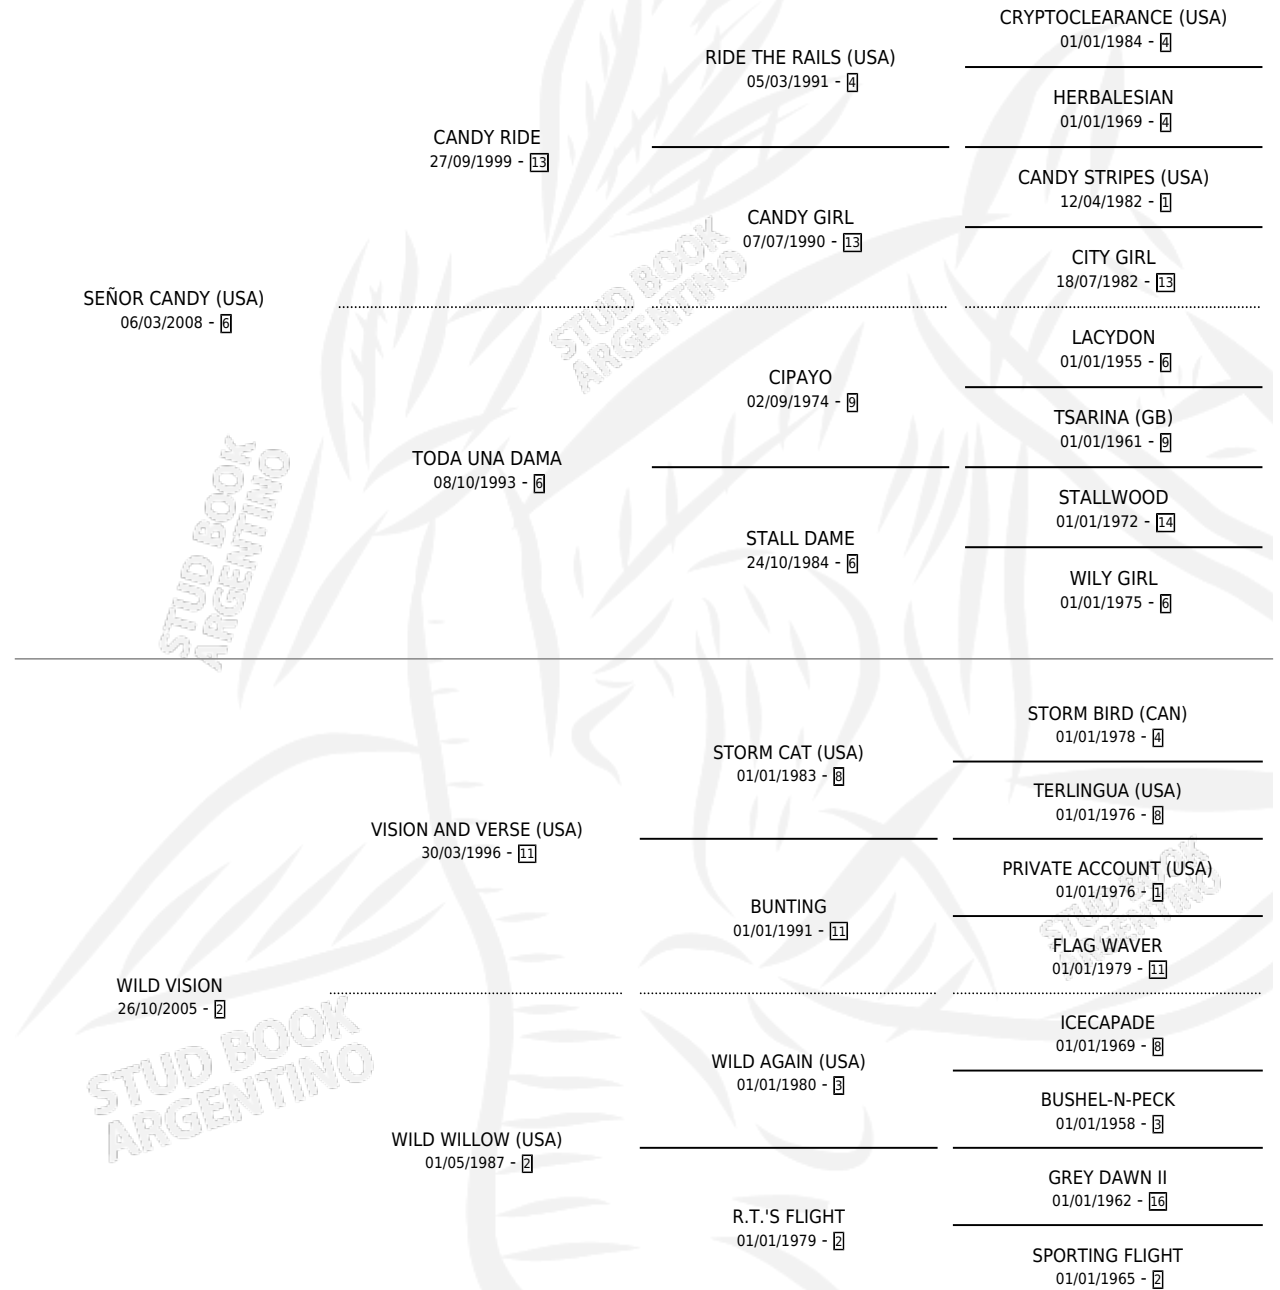 CRYPTOCLEARANCE (USA)
01/01/1984 - 4
RIDE THE RAILS (USA)
05/03/1991 - 4
HERBALESIAN
01/01/1969 - 4
CANDY RIDE
27/09/1999 - 13
CANDY STRIPES (USA)
12/04/1982 - 1
CANDY GIRL
07/07/1990 - 13
CITY GIRL
18/07/1982 - 13
SEÑOR CANDY (USA)
06/03/2008 - 6
LACYDON
01/01/1955 - 6
CIPAYO
02/09/1974 - 9
TSARINA (GB)
01/01/1961 - 9
TODA UNA DAMA
08/10/1993 - 6
STALLWOOD
01/01/1972 - 14
STALL DAME
24/10/1984 - 6
WILY GIRL
01/01/1975 - 6
STUD BOOK
ARGENTINO
STUD BOOK
ARGENTINO
STORM BIRD (CAN)
01/01/1978 - 4
STORM CAT (USA)
01/01/1983 - 8
TERLINGUA (USA)
01/01/1976 - 8
VISION AND VERSE (USA)
30/03/1996 - 11
PRIVATE ACCOUNT (USA)
01/01/1976 - 1
BUNTING
01/01/1991 - 11
FLAG WAVER
01/01/1979 - 11
STUD BOOK
ARGENTINO
WILD VISION
26/10/2005 - 2
ICECAPADE
01/01/1969 - 8
WILD AGAIN (USA)
01/01/1980 - 3
BUSHEL-N-PECK
01/01/1958 - 3
WILD WILLOW (USA)
01/05/1987 - 2
GREY DAWN II
01/01/1962 - 16
R.T.'S FLIGHT
01/01/1979 - 2
SPORTING FLIGHT
01/01/1965 - 2
STUD BOOK
ARGENTINO